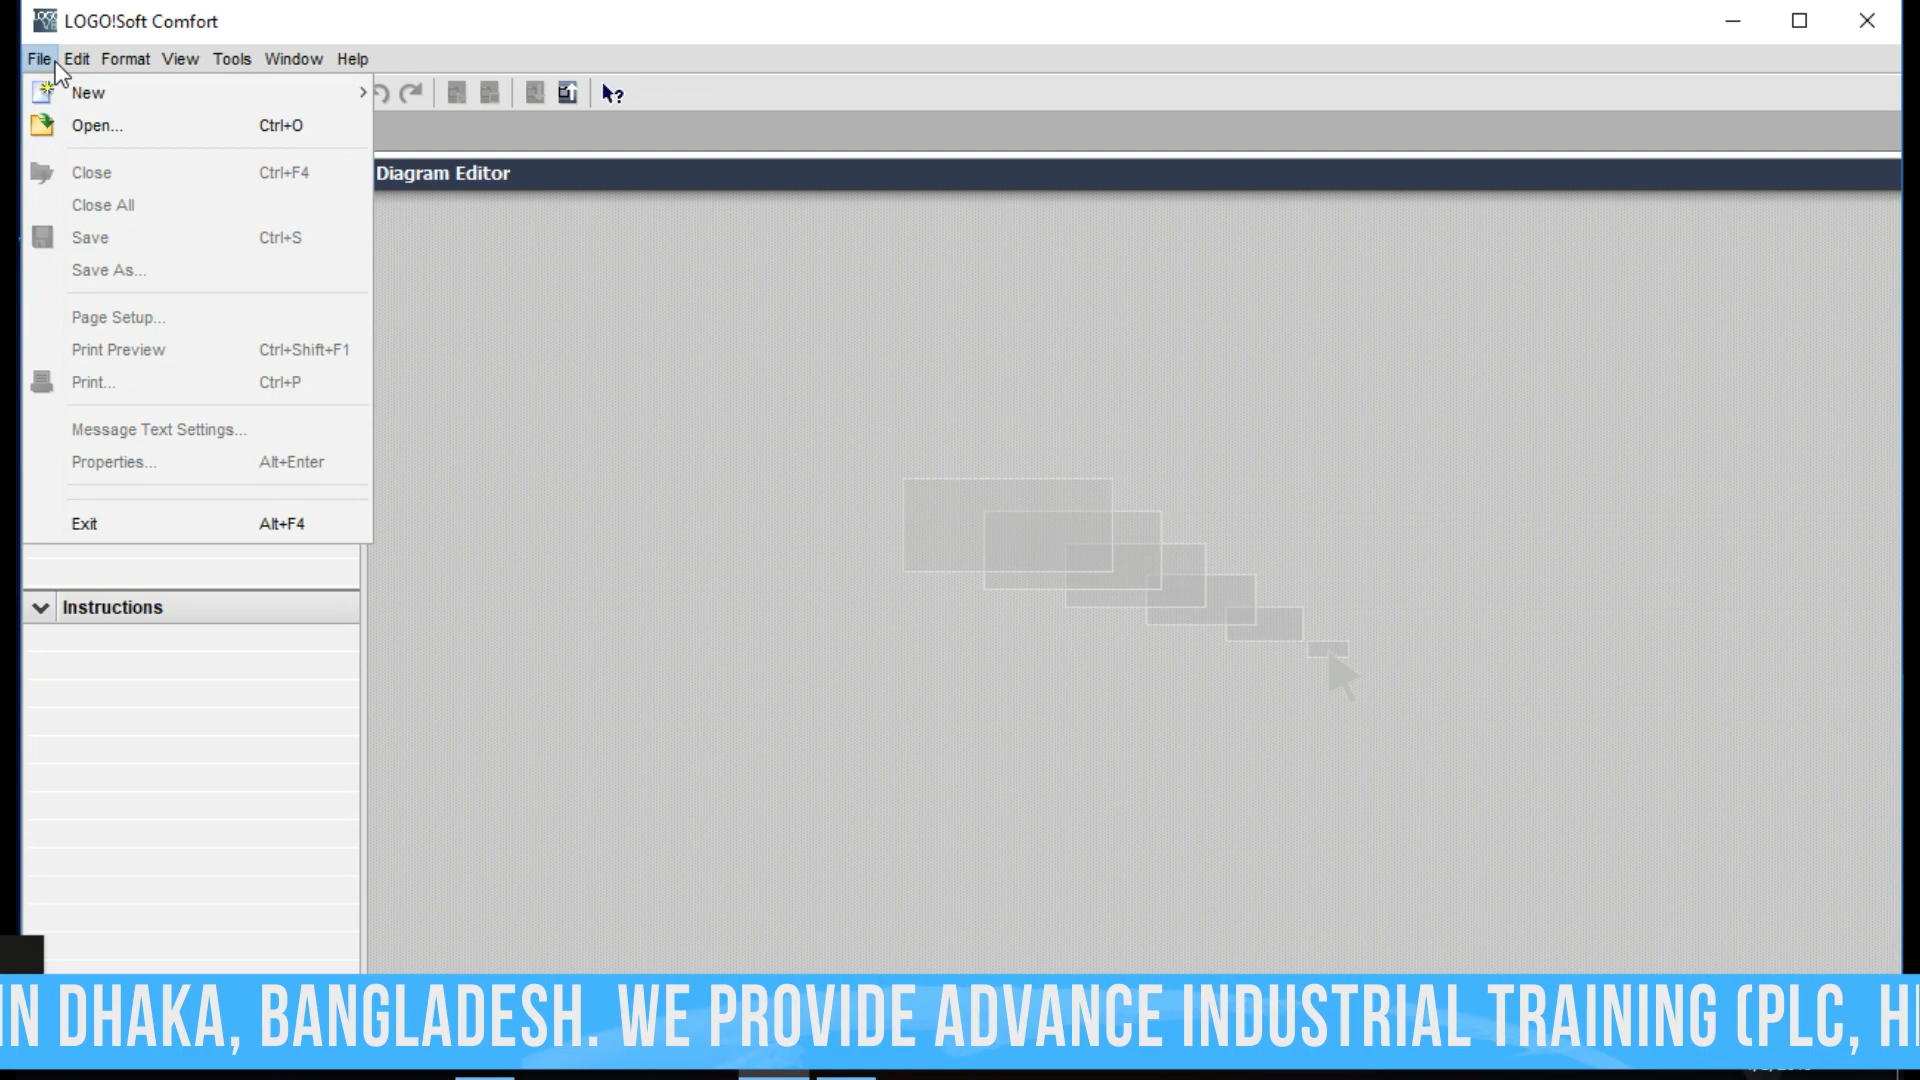 LOGO!Soft Comfort
File Edit Format View Tools Window Help
New
Open... Ctrl+O
Diagram Editor
Close Ctrl+F4
Close All
Save Ctrl+S
Save As...
Page Setup...
Print Preview Ctrl+Shift+F1
Print... Ctrl+P
Message Text Settings...
Properties... Alt+Enter
Exit Alt+F4
Instructions
IN DHAKA, BANGLADESH. WE PROVIDE ADVANCE INDUSTRIAL TRAINING (PLC,